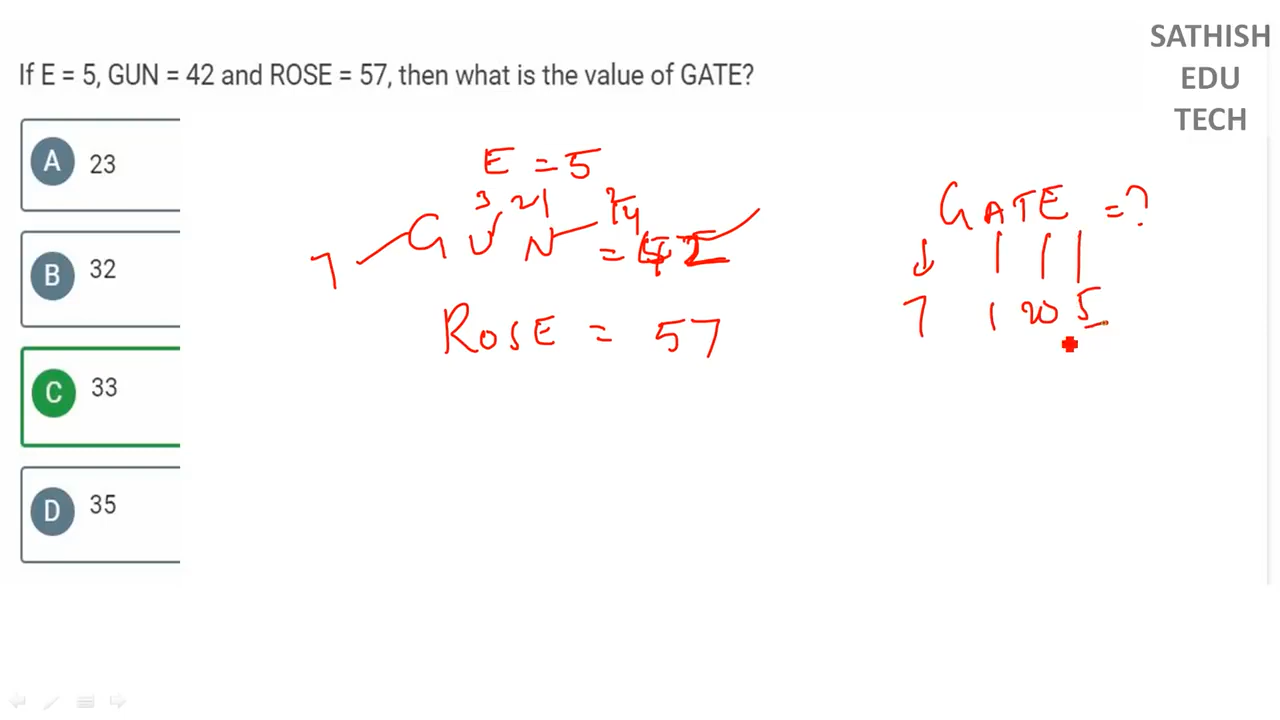 SATHISH
EDU
TECH
If E = 5, GUN = 42 and ROSE = 57, then what is the value of GATE?
A 23
B 32
C 33
D 35
E = 5
21
7 GUN 14 = 42
ROSE = 57
GATE = ?
7 1 20 5